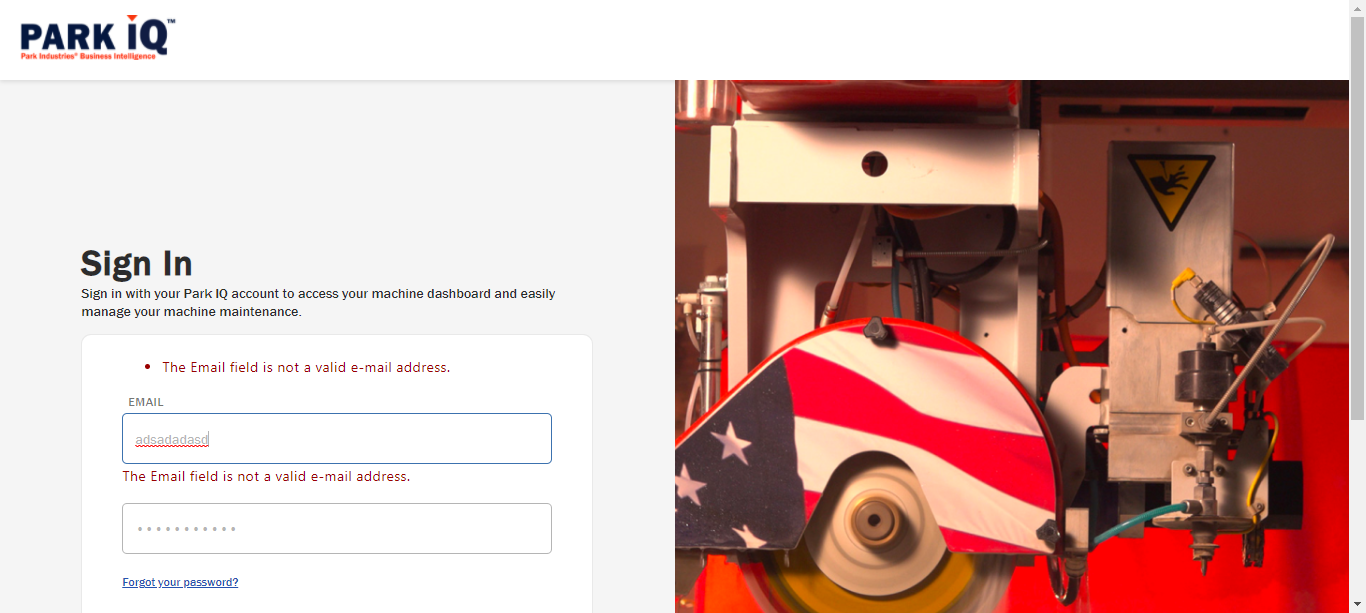 PARK iQ™
Park Industries® Business Intelligence
Sign In
Sign in with your Park IQ account to access your machine dashboard and easily
manage your machine maintenance.
• The Email field is not a valid e-mail address.
EMAIL
adsadadasd
The Email field is not a valid e-mail address.
Forgot your password?